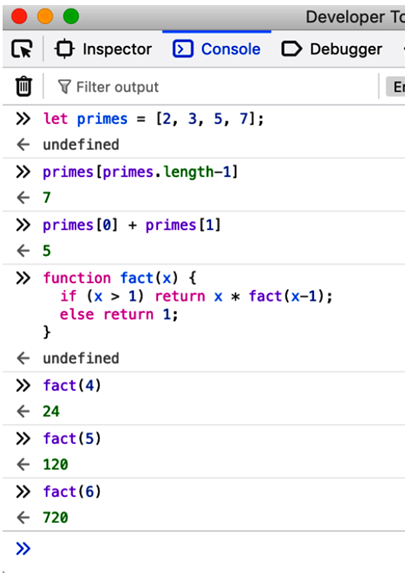 Developer To
Inspector Console Debugger
Filter output
>> let primes = [2, 3, 5, 7];
← undefined
>> primes[primes.length-1]
← 7
>> primes[0] + primes[1]
← 5
>> function fact(x) {
if (x > 1) return x * fact(x-1);
else return 1;
}
← undefined
>> fact(4)
← 24
>> fact(5)
← 120
>> fact(6)
← 720
>>